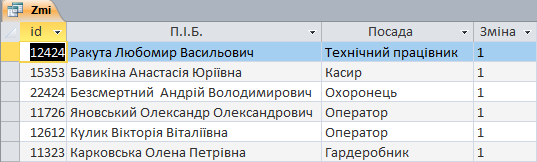 Zmi
id П.І.Б. Посада Зміна
12424 Ракута Любомир Васильович Технічний працівник 1
15353 Бавикіна Анастасія Юріївна Касир 1
22424 Безсмертний Андрій Володимирович Охоронець 1
11726 Яновський Олександр Олександрович Оператор 1
12612 Кулик Вікторія Віталіївна Оператор 1
11323 Карковська Олена Петрівна Гардеробник 1